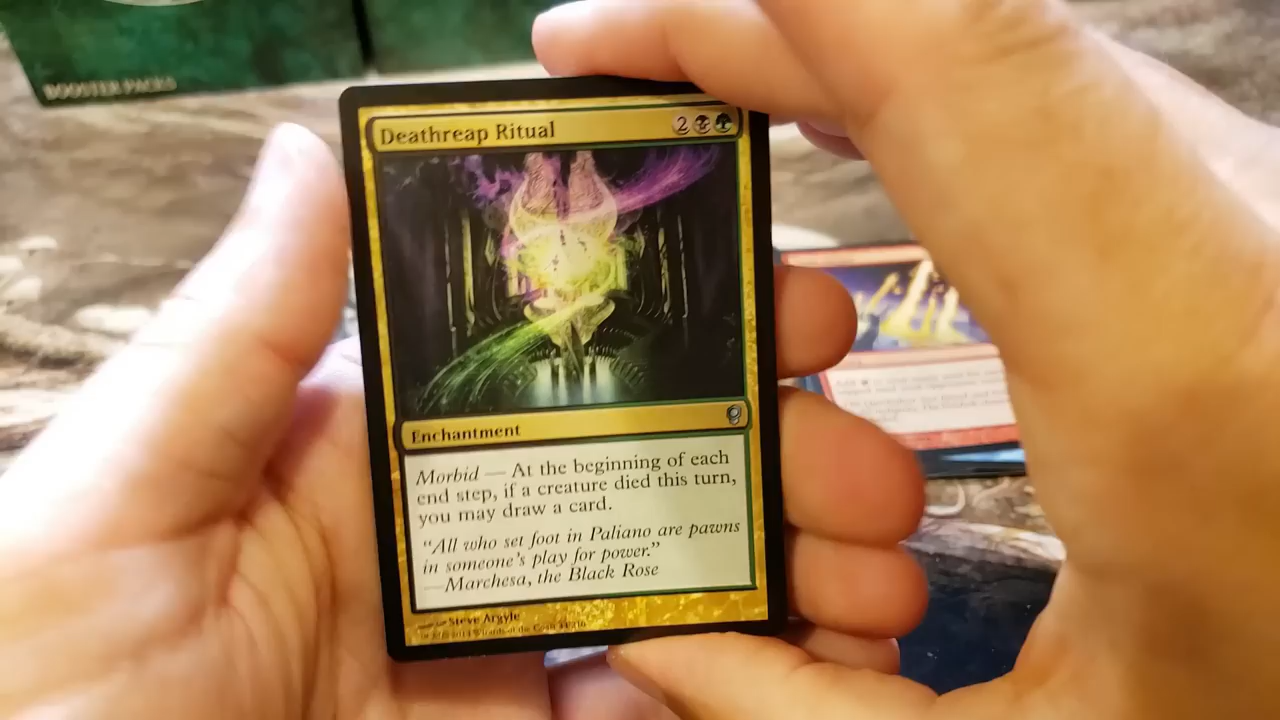 BOOSTER PACKS
Deathreap Ritual
2
Enchantment
Morbid — At the beginning of each
end step, if a creature died this turn,
you may draw a card.
"All who set foot in Paliano are pawns
in someone's play for power."
—Marchesa, the Black Rose
Steve Argyle